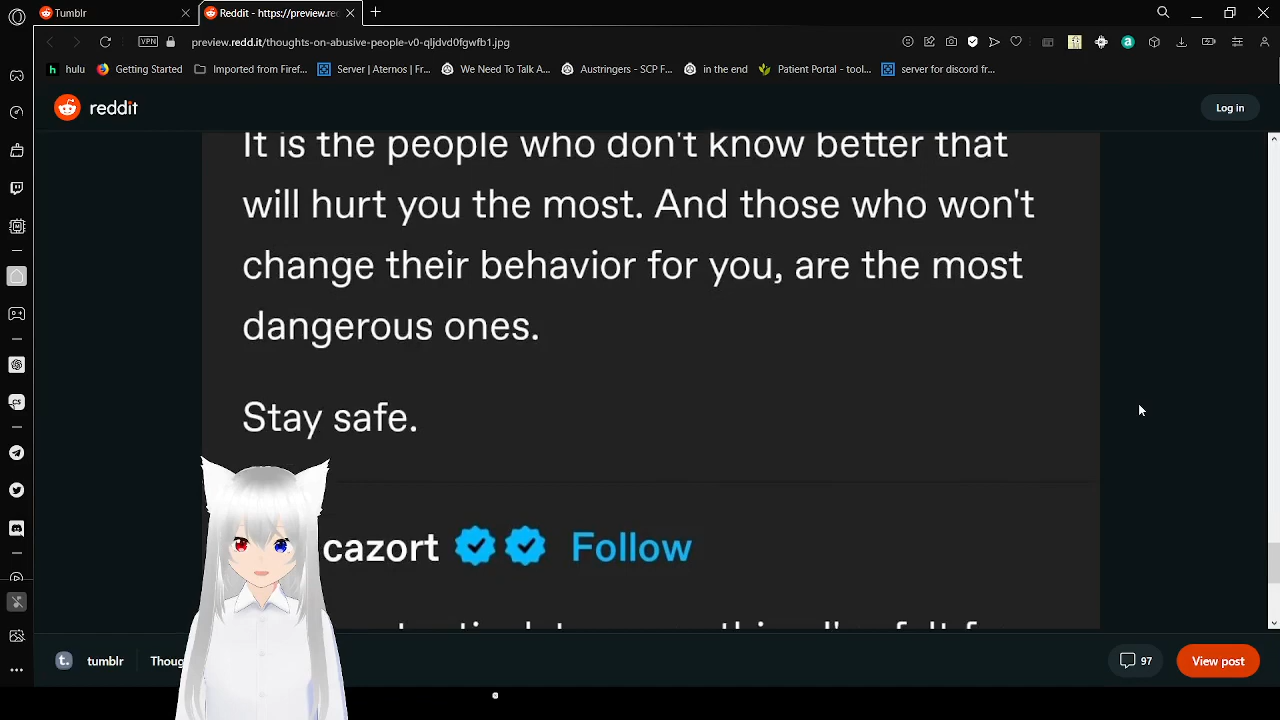 Tumblr
Reddit - https://preview.red
VPN
preview.redd.it/thoughts-on-abusive-people-v0-qljdvd0fgwfb1.jpg
hulu
Getting Started
Imported from Firef...
Server | Aternos | Fr...
We Need To Talk A...
Austringers - SCP F...
in the end
Patient Portal - tool...
server for discord fr...
reddit
Log in
It is the people who don't know better that
will hurt you the most. And those who won't
change their behavior for you, are the most
dangerous ones.
Stay safe.
cazort Follow
tumblr
Thoug
97
View post